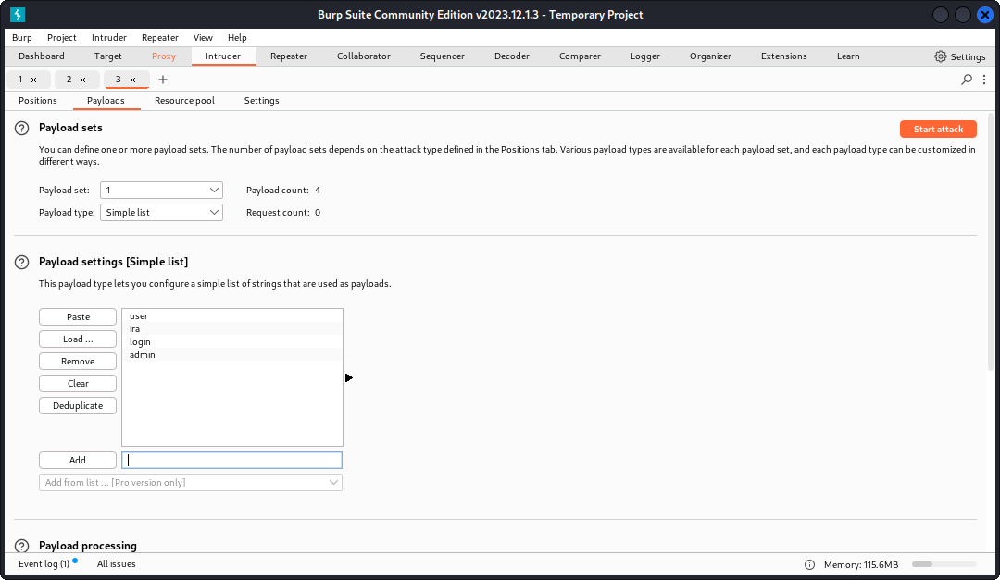 Burp Suite Community Edition v2023.12.1.3 - Temporary Project
Burp Project Intruder Repeater View Help
Dashboard Target Proxy Intruder Repeater Collaborator Sequencer Decoder Comparer Logger Organizer Extensions Learn Settings
1 × 2 × 3 × +
Positions Payloads Resource pool Settings
? Payload sets
Start attack
You can define one or more payload sets. The number of payload sets depends on the attack type defined in the Positions tab. Various payload types are available for each payload set, and each payload type can be customized in
different ways.
Payload set: 1 Payload count: 4
Payload type: Simple list Request count: 0
? Payload settings [Simple list]
This payload type lets you configure a simple list of strings that are used as payloads.
Paste
Load ...
Remove
Clear
Deduplicate
user
ira
login
admin
Add
Add from list ... [Pro version only]
? Payload processing
Event log (1) All issues Memory: 115.6MB